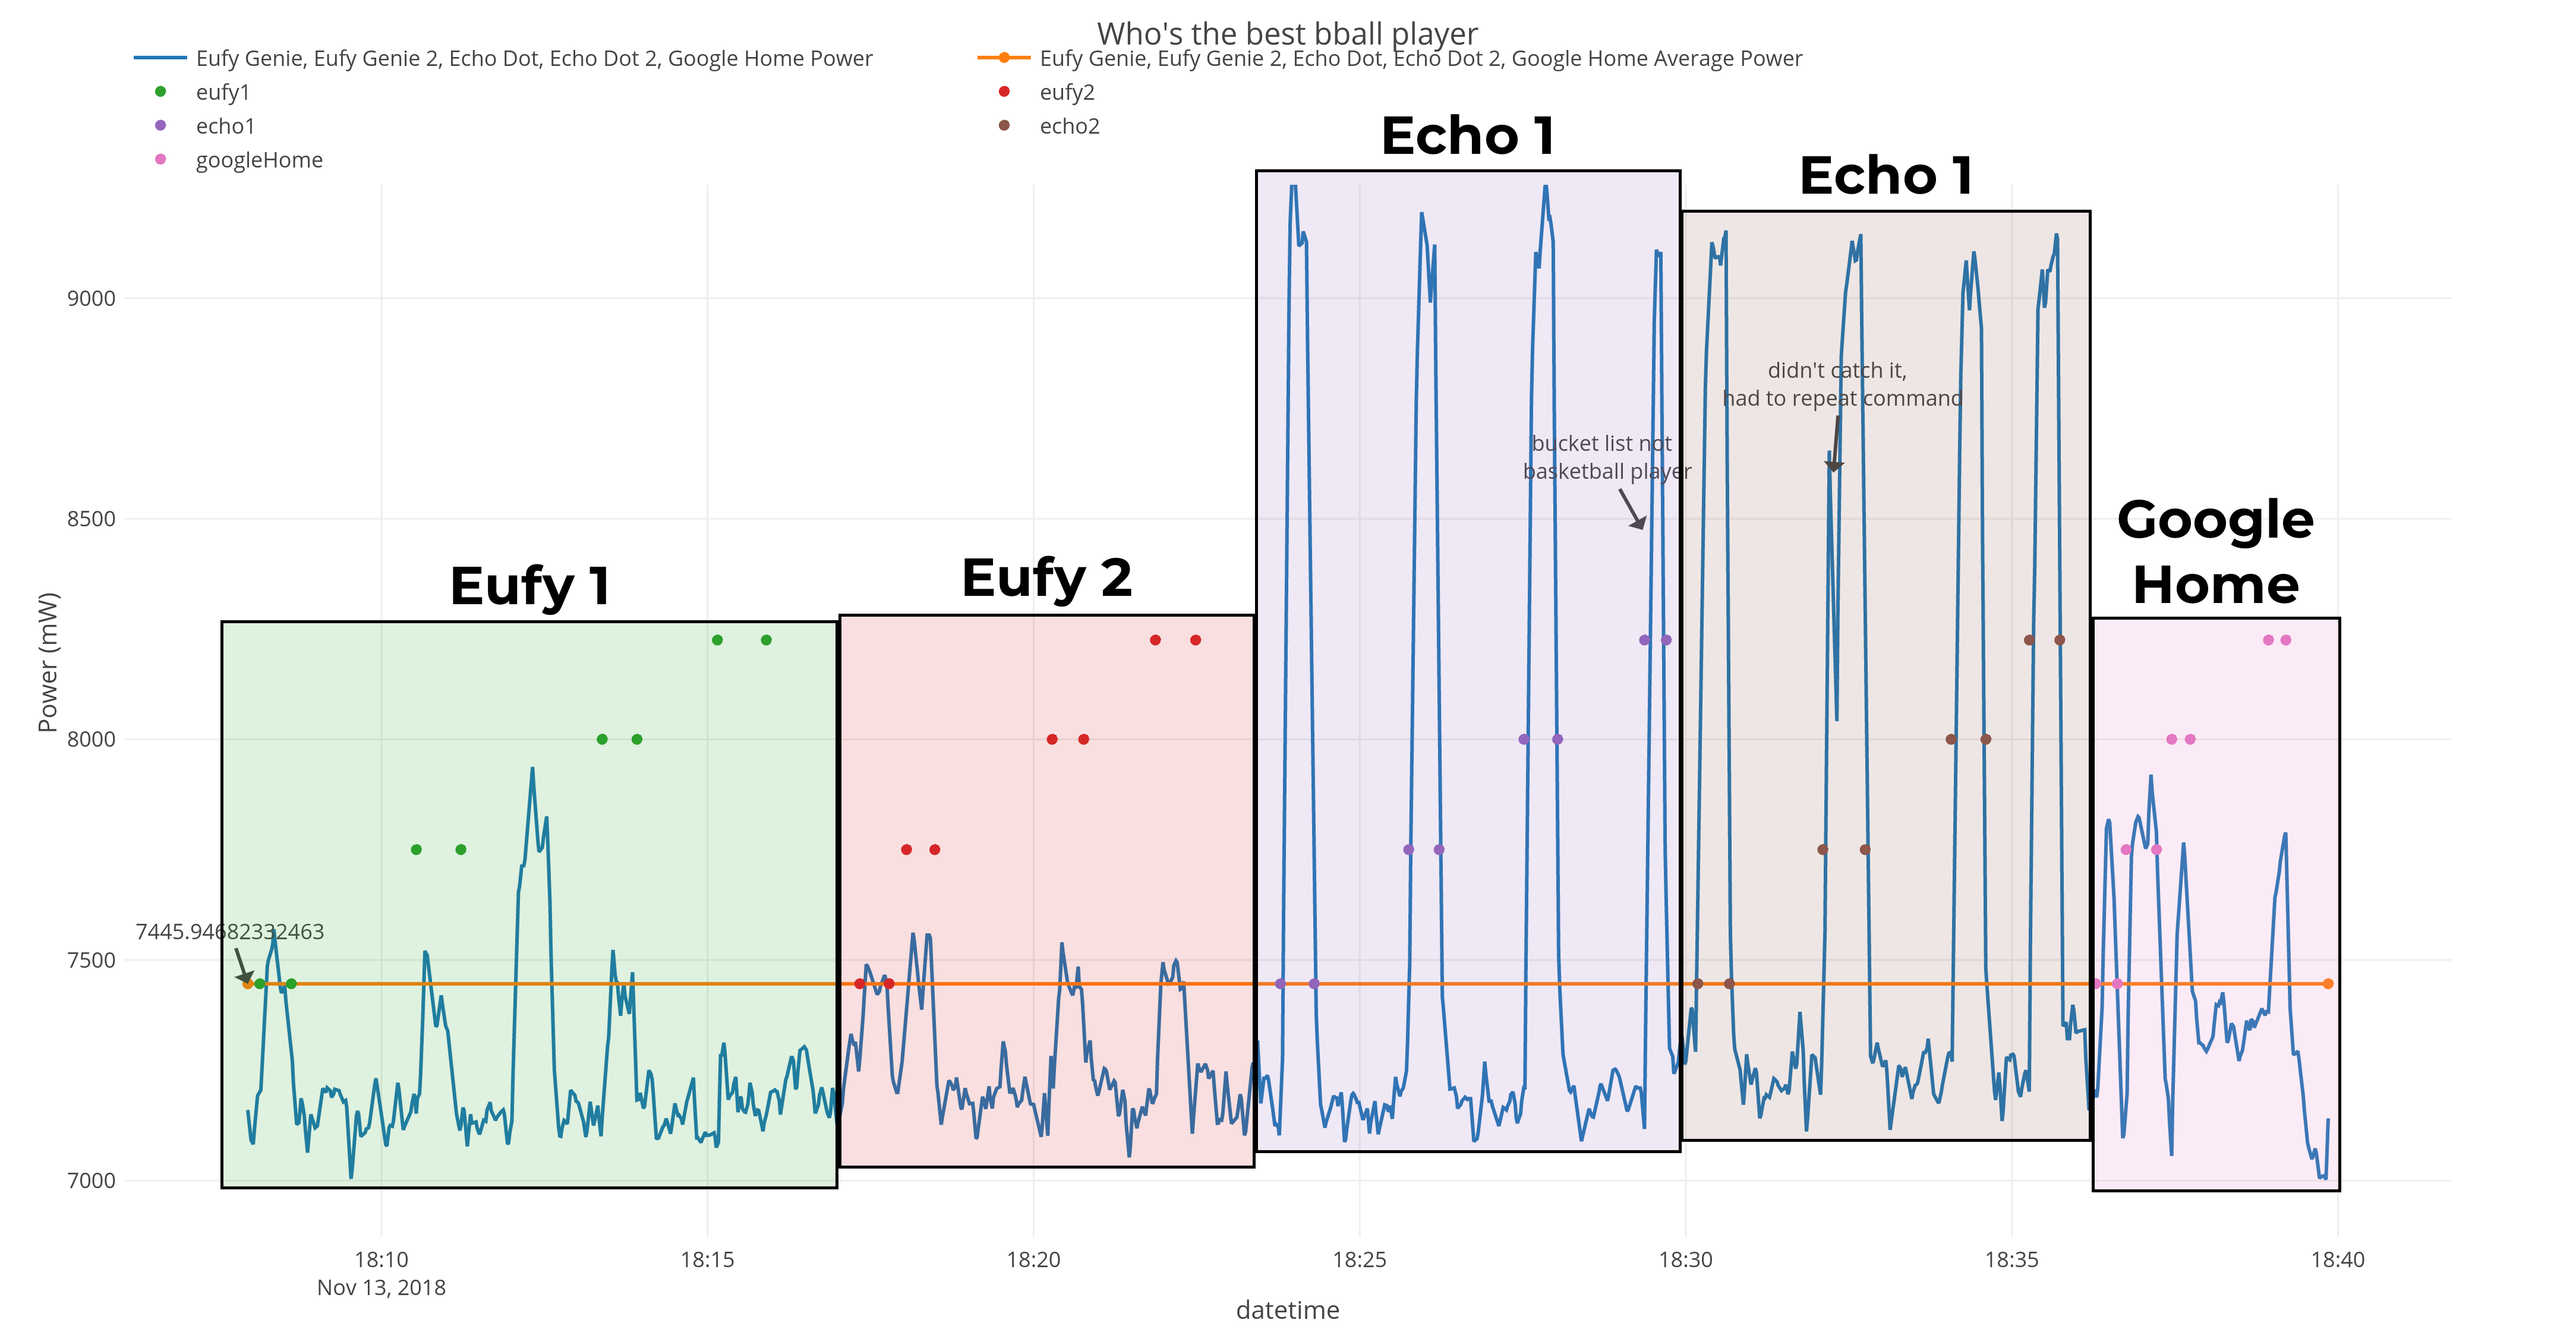 Who's the best bball player
Eufy Genie, Eufy Genie 2, Echo Dot, Echo Dot 2, Google Home Power
Eufy Genie, Eufy Genie 2, Echo Dot, Echo Dot 2, Google Home Average Power
eufy1
eufy2
echo1
echo2
googleHome
Echo 1
Echo 1
9000
didn't catch it,
had to repeat command
bucket list not
basketball player
8500
Google
Home
Eufy 1
Eufy 2
Power (mW)
8000
7445.94682332463
7500
7000
18:10
18:15
18:20
18:25
18:30
18:35
18:40
Nov 13, 2018
datetime